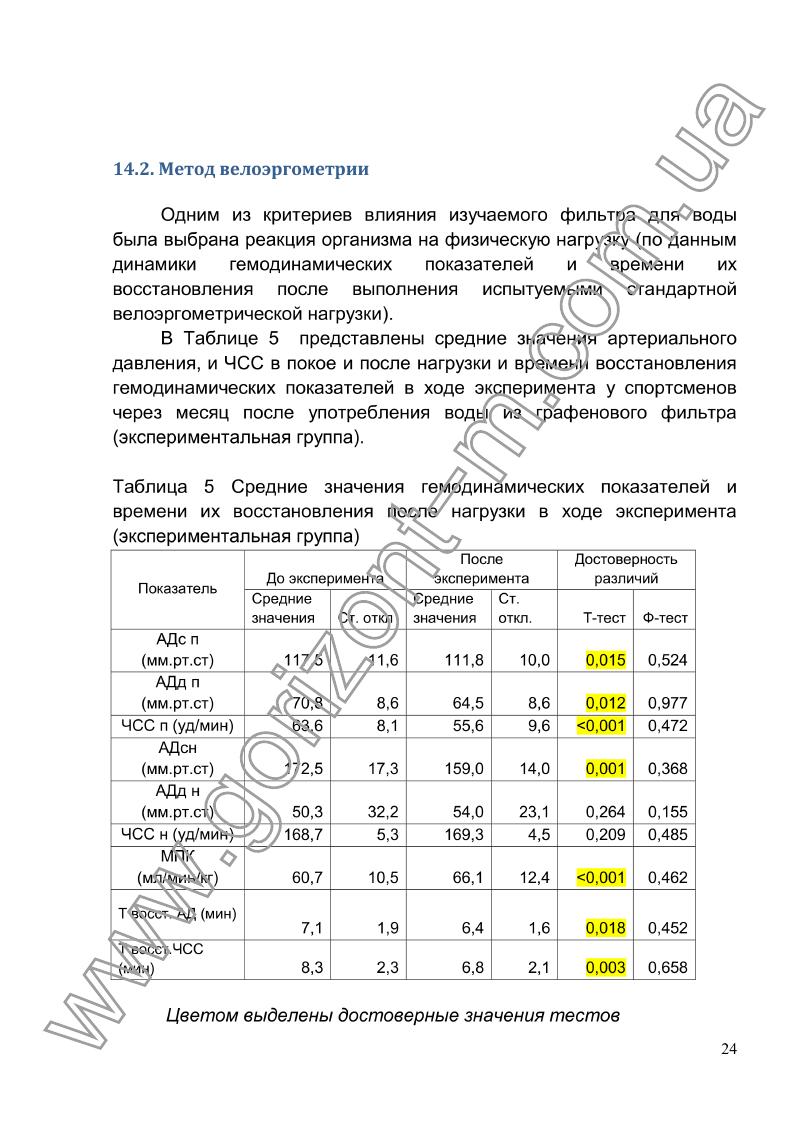 14.2. Метод велоэргометрии
Одним из критериев влияния изучаемого фильтра для воды
была выбрана реакция организма на физическую нагрузку (по данным
динамики гемодинамических показателей и времени их
восстановления после выполнения испытуемыми стандартной
велоэргометрической нагрузки).
В Таблице 5 представлены средние значения артериального
давления, и ЧСС в покое и после нагрузки и времени восстановления
гемодинамических показателей в ходе эксперимента у спортсменов
через месяц после употребления воды из графенового фильтра
(экспериментальная группа).
Таблица 5 Средние значения гемодинамических показателей и
времени их восстановления после нагрузки в ходе эксперимента
(экспериментальная группа)
Показатель До эксперимента После эксперимента Достоверность различий
Средние значения Ст. откл Средние значения Ст. откл. Т-тест Ф-тест
АДс п
(мм.рт.ст) 117,5 11,6 111,8 10,0 0,015 0,524
АДд п
(мм.рт.ст) 70,8 8,6 64,5 8,6 0,012 0,977
ЧСС п (уд/мин) 63,6 8,1 55,6 9,6 <0,001 0,472
АДсн
(мм.рт.ст) 172,5 17,3 159,0 14,0 0,001 0,368
АДд н
(мм.рт.ст) 50,3 32,2 54,0 23,1 0,264 0,155
ЧСС н (уд/мин) 168,7 5,3 169,3 4,5 0,209 0,485
МПК
(мл/мин/кг) 60,7 10,5 66,1 12,4 <0,001 0,462
Т восст. АД (мин) 7,1 1,9 6,4 1,6 0,018 0,452
Т восст.ЧСС
(мин) 8,3 2,3 6,8 2,1 0,003 0,658
Цветом выделены достоверные значения тестов
24
www.gorizont-m.com.ua